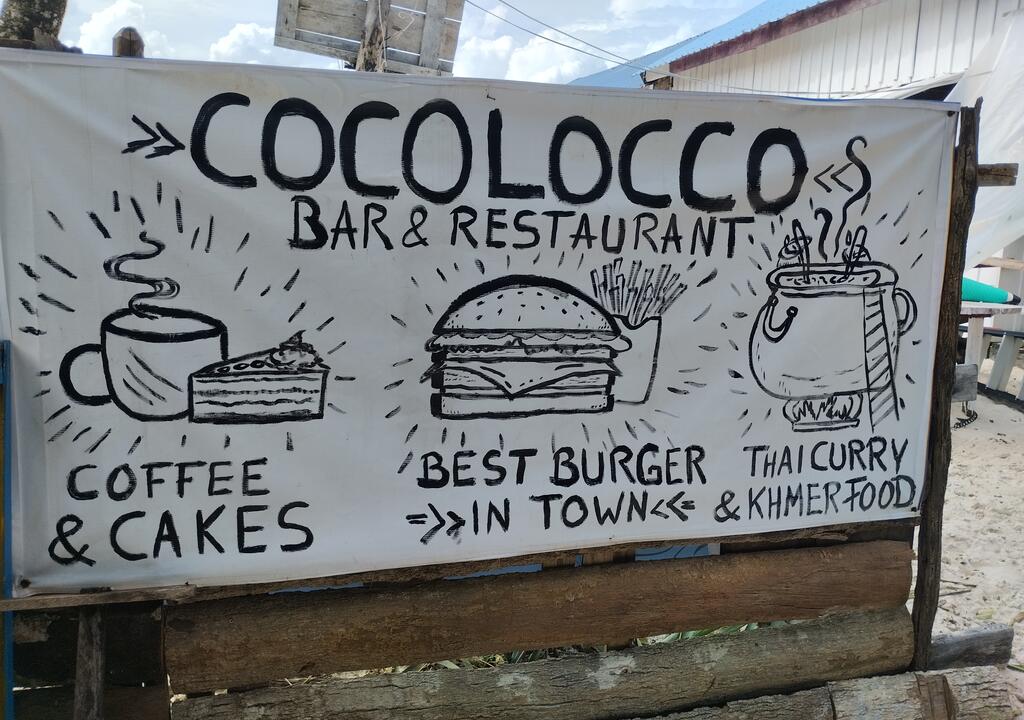 >> COCOLOCCO <<
BAR & RESTAURANT
COFFEE
& CAKES
BEST BURGER
=>> IN TOWN <<=
THAI CURRY
& KHMER FOOD